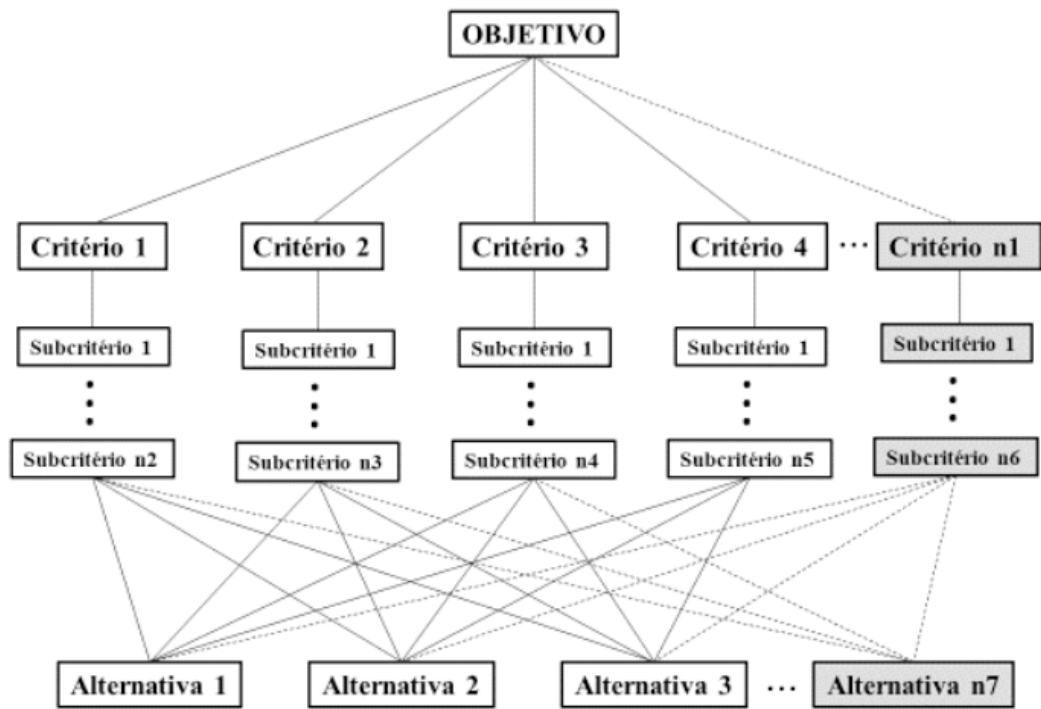 OBJETIVO
Critério 1 Critério 2 Critério 3 Critério 4 ... Critério n1
Subcritério 1 Subcritério 1 Subcritério 1 Subcritério 1 Subcritério 1
Subcritério n2 Subcritério n3 Subcritério n4 Subcritério n5 Subcritério n6
Alternativa 1 Alternativa 2 Alternativa 3 ... Alternativa n7